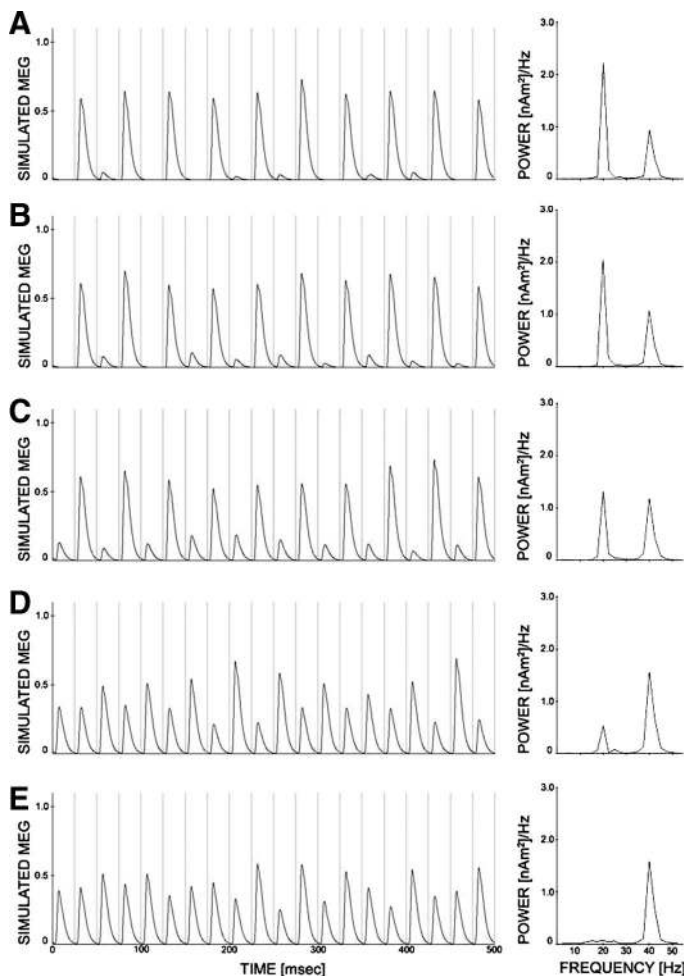 A
SIMULATED MEG
1.0
0.5
0
POWER [nAm²]/Hz
3.0
2.0
1.0
0
B
SIMULATED MEG
1.0
0.5
0
POWER [nAm²]/Hz
3.0
2.0
1.0
0
C
SIMULATED MEG
1.0
0.5
0
POWER [nAm²]/Hz
3.0
2.0
1.0
0
D
SIMULATED MEG
1.0
0.5
0
POWER [nAm²]/Hz
3.0
2.0
1.0
0
E
SIMULATED MEG
1.0
0.5
0
0 100 200 300 400 500
TIME [msec]
POWER [nAm²]/Hz
3.0
2.0
1.0
0
10 20 30 40 50
FREQUENCY [Hz]